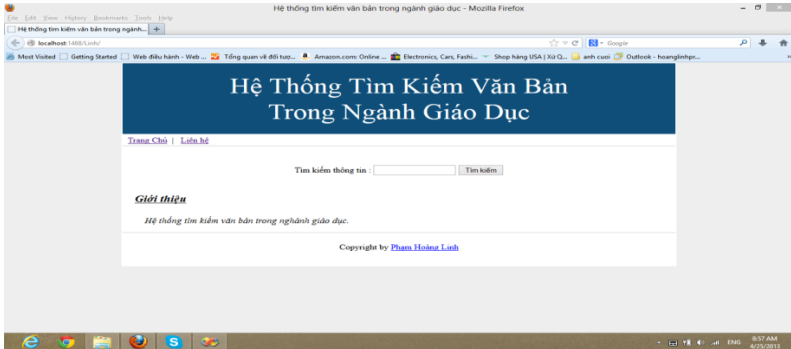 Hệ thống tìm kiếm văn bản trong ngành giáo dục - Mozilla Firefox
File Edit View History Bookmarks Tools Help
Hệ thống tìm kiếm văn bản trong ngành...
localhost:1468/Linh/
Google
Most Visited Getting Started Web điều hành - Web ... Tổng quan về đối tượ... Amazon.com: Online ... Electronics, Cars, Fashi... Shop hàng USA | Xử Q... anh cuoi Outlook - hoanglinhpr...
Hệ Thống Tìm Kiếm Văn Bản
Trong Ngành Giáo Dục
Trang Chủ | Liên hệ
Tìm kiếm thông tin : Tìm kiếm
Giới thiệu
Hệ thống tìm kiếm văn bản trong nghành giáo dục.
Copyright by Phạm Hoàng Linh
ENG 8:37 AM
4/25/2013